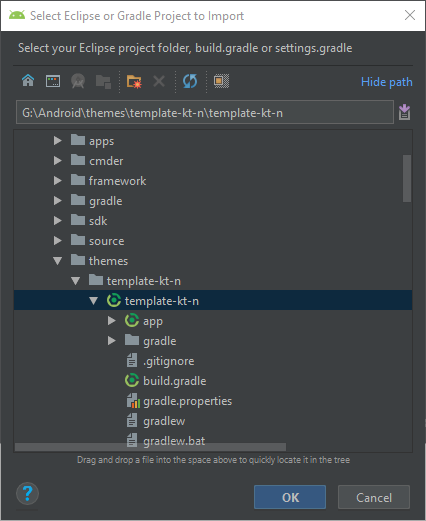 Select Eclipse or Gradle Project to Import
Select your Eclipse project folder, build.gradle or settings.gradle
Hide path
G:\Android\themes\template-kt-n\template-kt-n
apps
cmder
framework
gradle
sdk
source
themes
template-kt-n
template-kt-n
app
gradle
.gitignore
build.gradle
gradle.properties
gradlew
gradlew.bat
Drag and drop a file into the space above to quickly locate it in the tree
?
OK
Cancel